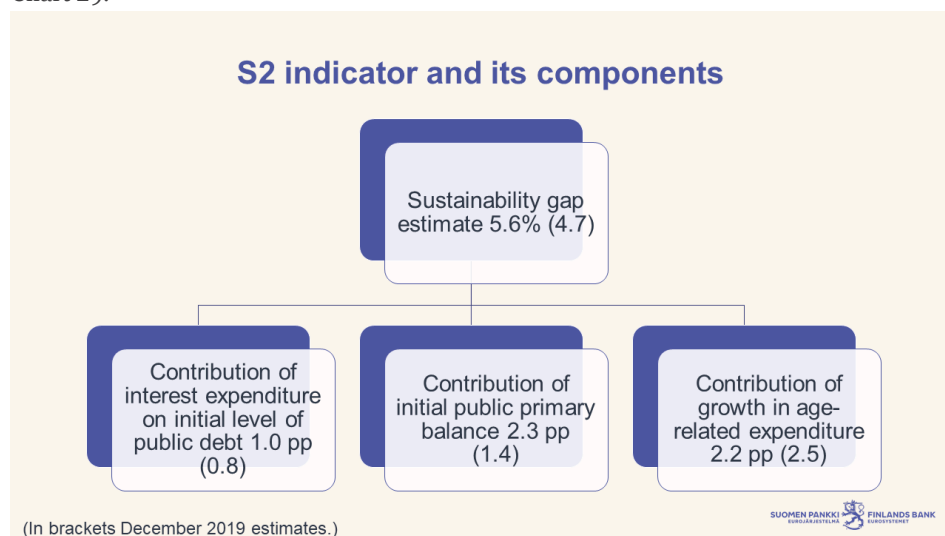 S2 indicator and its components
Sustainability gap
estimate 5.6% (4.7)
Contribution of
interest expenditure
on initial level of
public debt 1.0 pp
(0.8)
Contribution of
initial public primary
balance 2.3 pp
(1.4)
Contribution of
growth in age-
related expenditure
2.2 pp (2.5)
(In brackets December 2019 estimates.)
SUOMEN PANKKI FINLANDS BANK
EUROJÄRJESTELMÄ EUROSYSTEMET